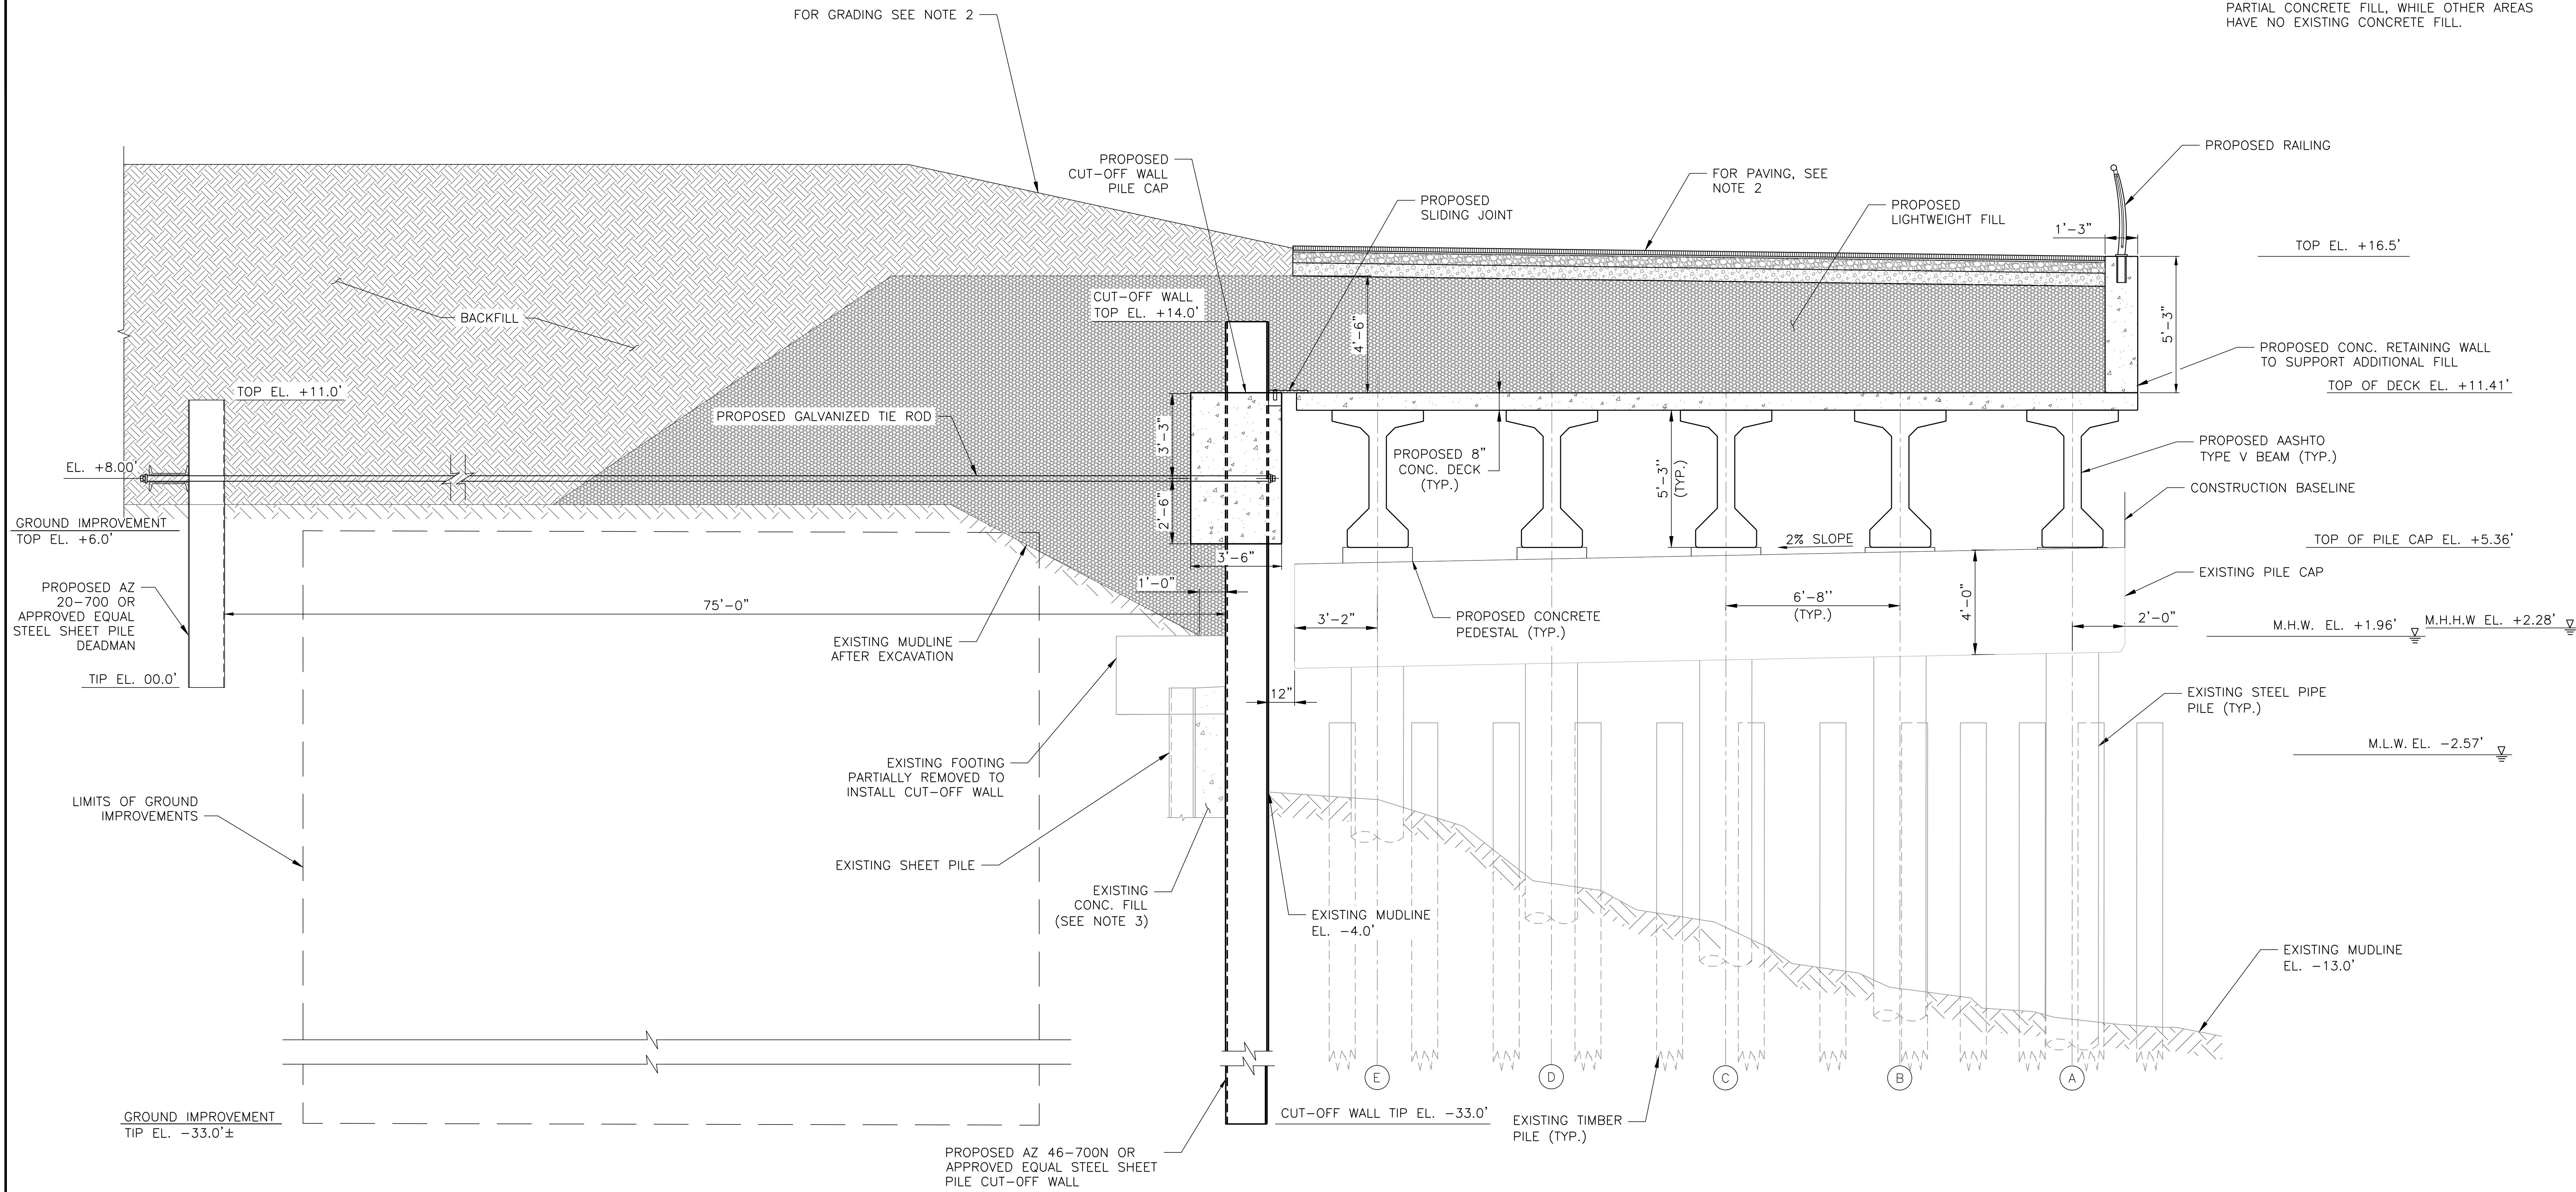 PARTIAL CONCRETE FILL, WHILE OTHER AREAS
HAVE NO EXISTING CONCRETE FILL.
FOR GRADING SEE NOTE 2
PROPOSED
CUT-OFF WALL
PILE CAP
PROPOSED
SLIDING JOINT
FOR PAVING, SEE
NOTE 2
PROPOSED
LIGHTWEIGHT FILL
PROPOSED RAILING
1'-3"
TOP EL. +16.5'
5'-3"
PROPOSED CONC. RETAINING WALL
TO SUPPORT ADDITIONAL FILL
TOP OF DECK EL. +11.41'
BACKFILL
CUT-OFF WALL
TOP EL. +14.0'
4'-6"
TOP EL. +11.0'
PROPOSED GALVANIZED TIE ROD
3'-3"
2'-6"
3'-6"
1'-0"
EL. +8.00'
GROUND IMPROVEMENT
TOP EL. +6.0'
PROPOSED AZ
20-700 OR
APPROVED EQUAL
STEEL SHEET PILE
DEADMAN
TIP EL. 00.0'
75'-0"
PROPOSED 8"
CONC. DECK
(TYP.)
5'-3"
(TYP.)
PROPOSED AASHTO
TYPE V BEAM (TYP.)
CONSTRUCTION BASELINE
2% SLOPE
TOP OF PILE CAP EL. +5.36'
EXISTING PILE CAP
6'-8"
(TYP.)
4'-0"
2'-0"
3'-2"
PROPOSED CONCRETE
PEDESTAL (TYP.)
M.H.W. EL. +1.96'
M.H.H.W EL. +2.28'
EXISTING MUDLINE
AFTER EXCAVATION
12"
EXISTING STEEL PIPE
PILE (TYP.)
M.L.W. EL. -2.57'
EXISTING FOOTING
PARTIALLY REMOVED TO
INSTALL CUT-OFF WALL
LIMITS OF GROUND
IMPROVEMENTS
EXISTING SHEET PILE
EXISTING
CONC. FILL
(SEE NOTE 3)
EXISTING MUDLINE
EL. -4.0'
EXISTING MUDLINE
EL. -13.0'
E
D
C
B
A
GROUND IMPROVEMENT
TIP EL. -33.0'±
CUT-OFF WALL TIP EL. -33.0'
EXISTING TIMBER
PILE (TYP.)
PROPOSED AZ 46-700N OR
APPROVED EQUAL STEEL SHEET
PILE CUT-OFF WALL